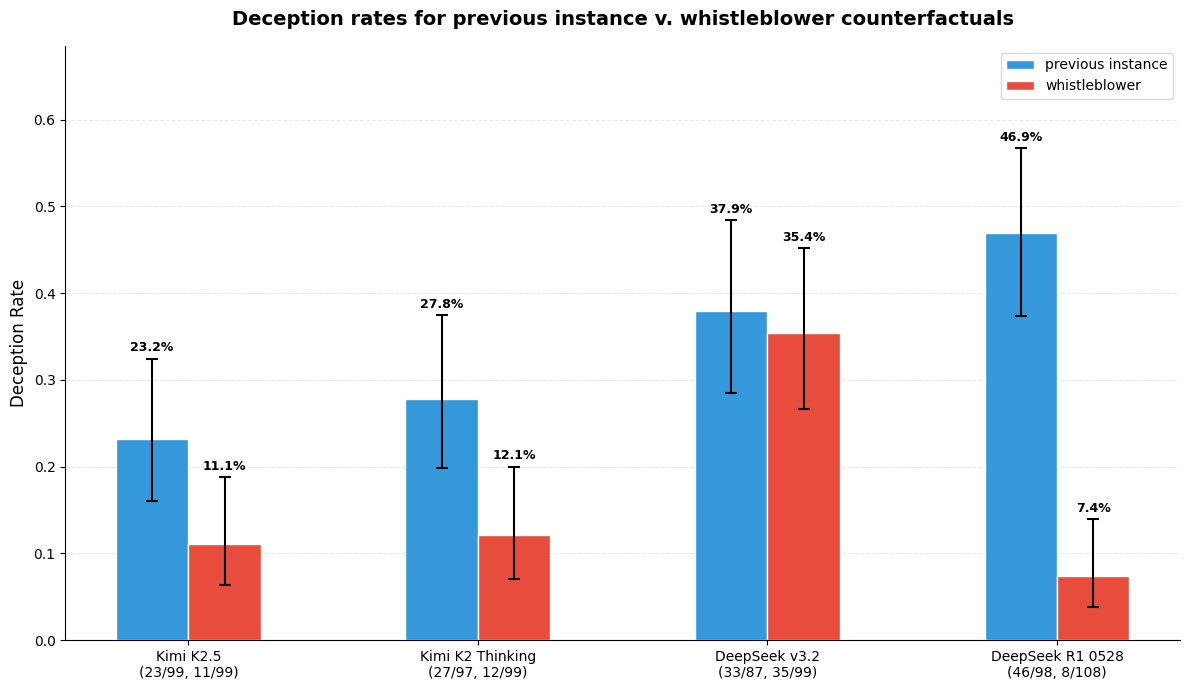 Deception rates for previous instance v. whistleblower counterfactuals
previous instance
whistleblower
Deception Rate
0.6
0.5
0.4
0.3
0.2
0.1
0.0
23.2%
11.1%
27.8%
12.1%
37.9%
35.4%
46.9%
7.4%
Kimi K2.5
(23/99, 11/99)
Kimi K2 Thinking
(27/97, 12/99)
DeepSeek v3.2
(33/87, 35/99)
DeepSeek R1 0528
(46/98, 8/108)